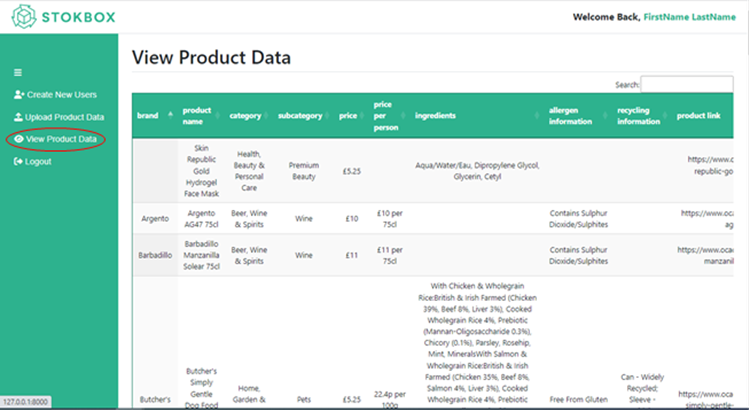 STOKBOX
Welcome Back, FirstName LastName
Create New Users
Upload Product Data
View Product Data
Logout
View Product Data
Search:
brand
product
name
category
subcategory
price
price
per
person
ingredients
allergen
information
recycling
information
product link
Skin
Republic
Gold
Hydrogel
Face Mask
Health,
Beauty &
Personal
Care
Premium
Beauty
£5.25
Aqua/Water/Eau, Dipropylene Glycol,
Glycerin, Cetyl
https://www.o
republic-go
Argento
Argento
AG47 75cl
Beer, Wine
& Spirits
Wine
£10
£10 per
75cl
Contains Sulphur
Dioxide/Sulphites
https://www.oca
ag
Barbadillo
Barbadillo
Manzanilla
Solear 75cl
Beer, Wine
& Spirits
Wine
£11
£11 per
75cl
Contains Sulphur
Dioxide/Sulphites
https://www.oca
manzanil
Butcher's
Butcher's
Simply
Gentle
Dog Food
Home,
Garden &
Pets
£5.25
22.4p per
100g
With Chicken & Wholegrain
Rice:British & Irish Farmed (Chicken
39%, Beef 8%, Liver 3%), Cooked
Wholegrain Rice 4%, Prebiotic
(Mannan-Oligosaccharide 0.3%),
Chicory (0.1%), Parsley, Rosehip,
Mint, MineralsWith Salmon &
Wholegrain Rice:British & Irish
Farmed (Chicken 35%, Beef 8%,
Salmon 4%, Liver 3%), Cooked
Wholegrain Rice 4%, Prebiotic
Free From Gluten
Can - Widely
Recycled;
Sleeve -
https://www.oca
simply-gentle-
127.0.0.1:8000